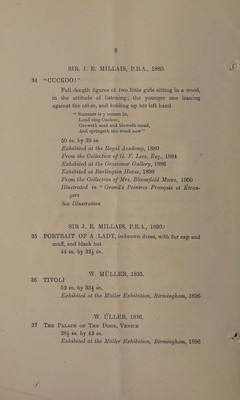 8
SIR. J. E. MILLAIS, P.R.A., 1880.
34 "CUCKOO!"
Full-length figures of two little girls sitting in a wood,
in the attitude of listening; the younger one leaning
against the other, and holding up her left hand
"Summer is y comen in,
Loud sing Cuckoo;
Groweth seed and bloweth mead,
And springeth the wood now"
50 in. by 39 in
Exhibited at the Royal Academy, 1880
From the Collection of G. F. Lees, Esq., 1884
Exhibited at the Grosvenor Gallery, 1886
Exhibited at Burlington House, 1898
From the Collection of Mrs. Bloomfield Moore, 1900
Illustrated in "Grand's Peintres Français et Étran-
gers
See Illustration
SIR J. E. MILLAIS, P.R.A., 1890.
35 PORTRAIT OF A LADY, in brown dress, with fur cap and
muff, and black hat
44 in. by 32½ in.
W. MÜLLER, 1835.
36 TIVOLI
52 in. by 35½ in.
Exhibited at the Müller Exhibition, Birmingham, 1896
W. ÜLLER, 1836.
37 THE PALACE OF THE DOGE, VENICE
28½ in. by 43 in.
Exhibited at the Müller Exhibition, Birmingham, 1896